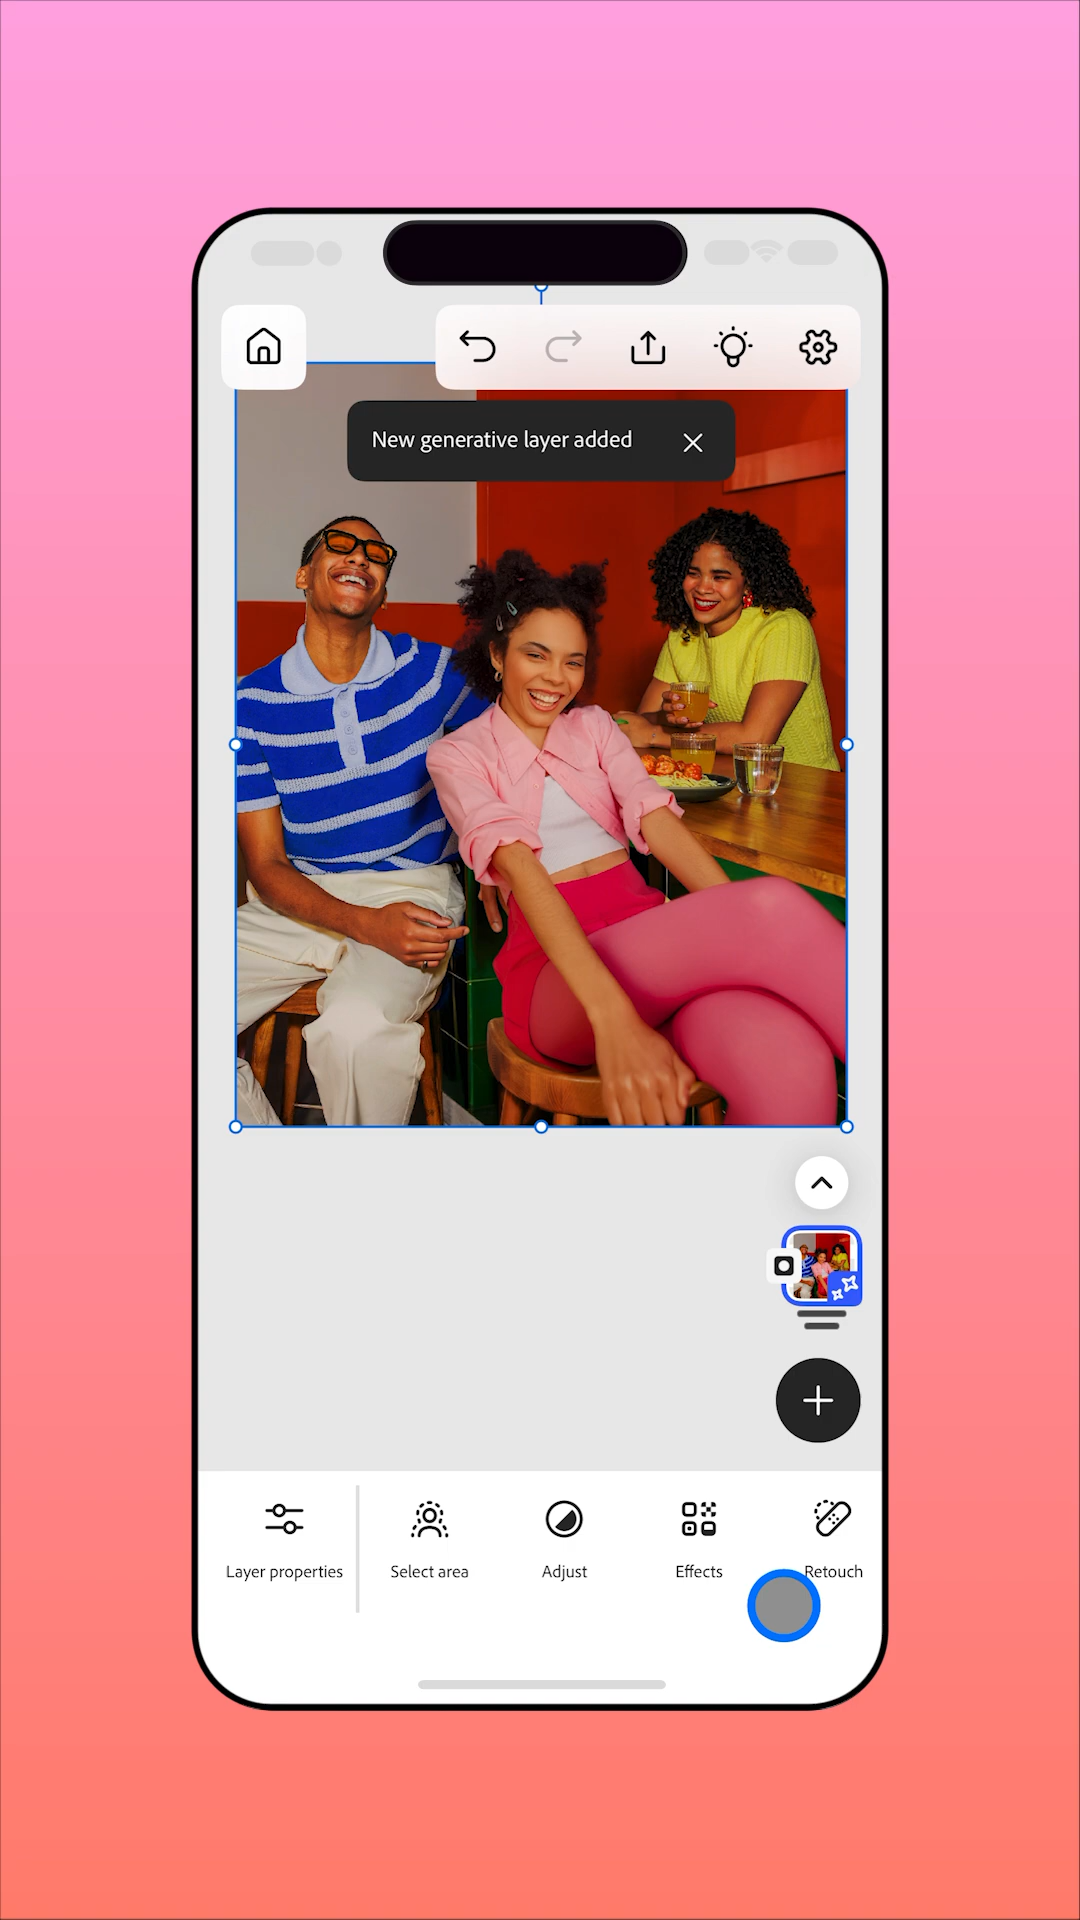 New generative layer added
Layer properties
Select area
Adjust
Effects
Retouch